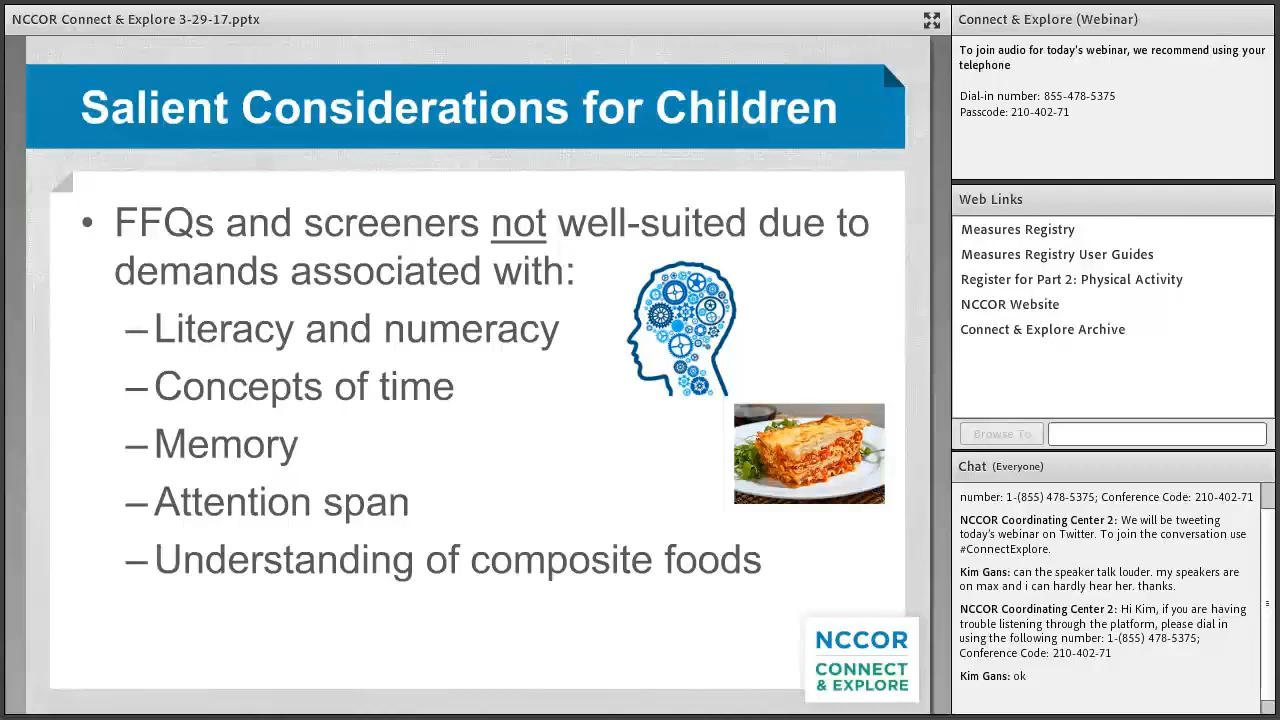 NCCOR Connect & Explore 3-29-17.pptx
Salient Considerations for Children
• FFQs and screeners not well-suited due to
demands associated with:
–Literacy and numeracy
–Concepts of time
–Memory
–Attention span
–Understanding of composite foods
NCCOR
CONNECT
& EXPLORE
Connect & Explore (Webinar)
To join audio for today's webinar, we recommend using your
telephone
Dial-in number: 855-478-5375
Passcode: 210-402-71
Web Links
Measures Registry
Measures Registry User Guides
Register for Part 2: Physical Activity
NCCOR Website
Connect & Explore Archive
Browse To
Chat (Everyone)
number: 1-(855) 478-5375; Conference Code: 210-402-71
NCCOR Coordinating Center 2: We will be tweeting
today's webinar on Twitter. To join the conversation use
#ConnectExplore.
Kim Gans: can the speaker talk louder. my speakers are
on max and i can hardly hear her. thanks.
NCCOR Coordinating Center 2: Hi Kim, if you are having
trouble listening through the platform, please dial in
using the following number: 1-(855) 478-5375;
Conference Code: 210-402-71
Kim Gans: ok